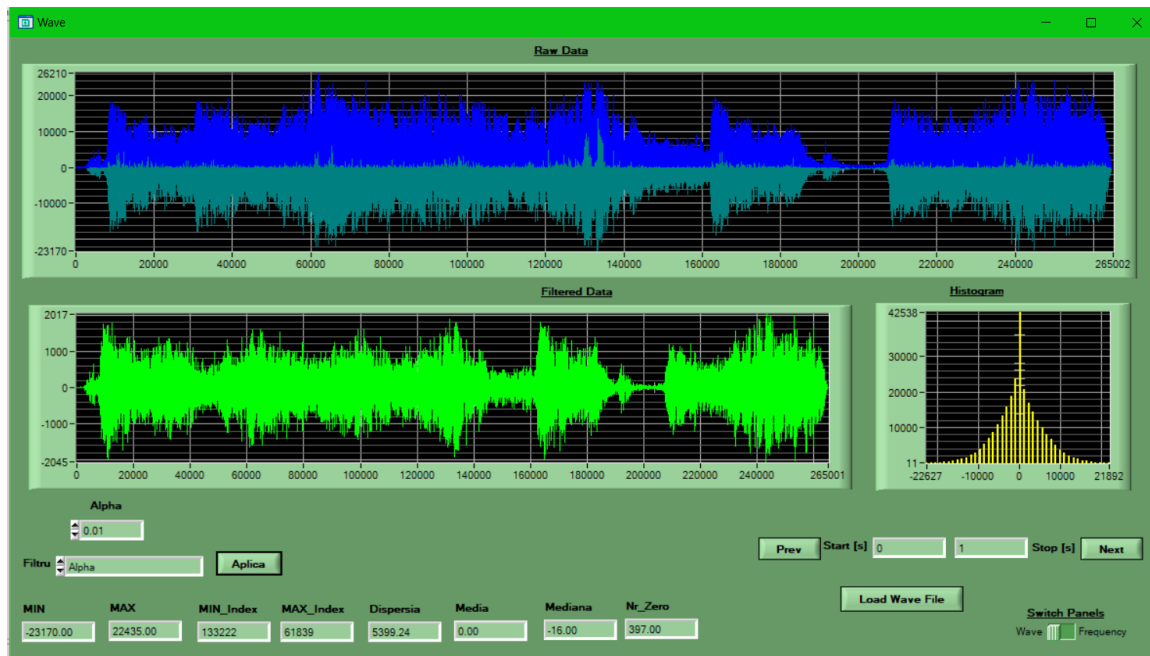 Wave
Raw Data
26210
20000
10000
0
-10000
-23170
0 20000 40000 60000 80000 100000 120000 140000 160000 180000 200000 220000 240000 265002
Filtered Data
2017
1000
0
-1000
-2045
0 20000 40000 60000 80000 100000 120000 140000 160000 180000 200000 220000 240000 265001
Histogram
42538
30000
20000
10000
11
-22627 -10000 0 10000 21892
Alpha
0.01
Filtru Alpha Aplica
Prev Start [s] 0 1 Stop [s] Next
Load Wave File
MIN MAX MIN_Index MAX_Index Dispersia Media Mediana Nr_Zero
-23170.00 22435.00 133222 61839 5399.24 0.00 -16.00 397.00
Switch Panels
Wave Frequency